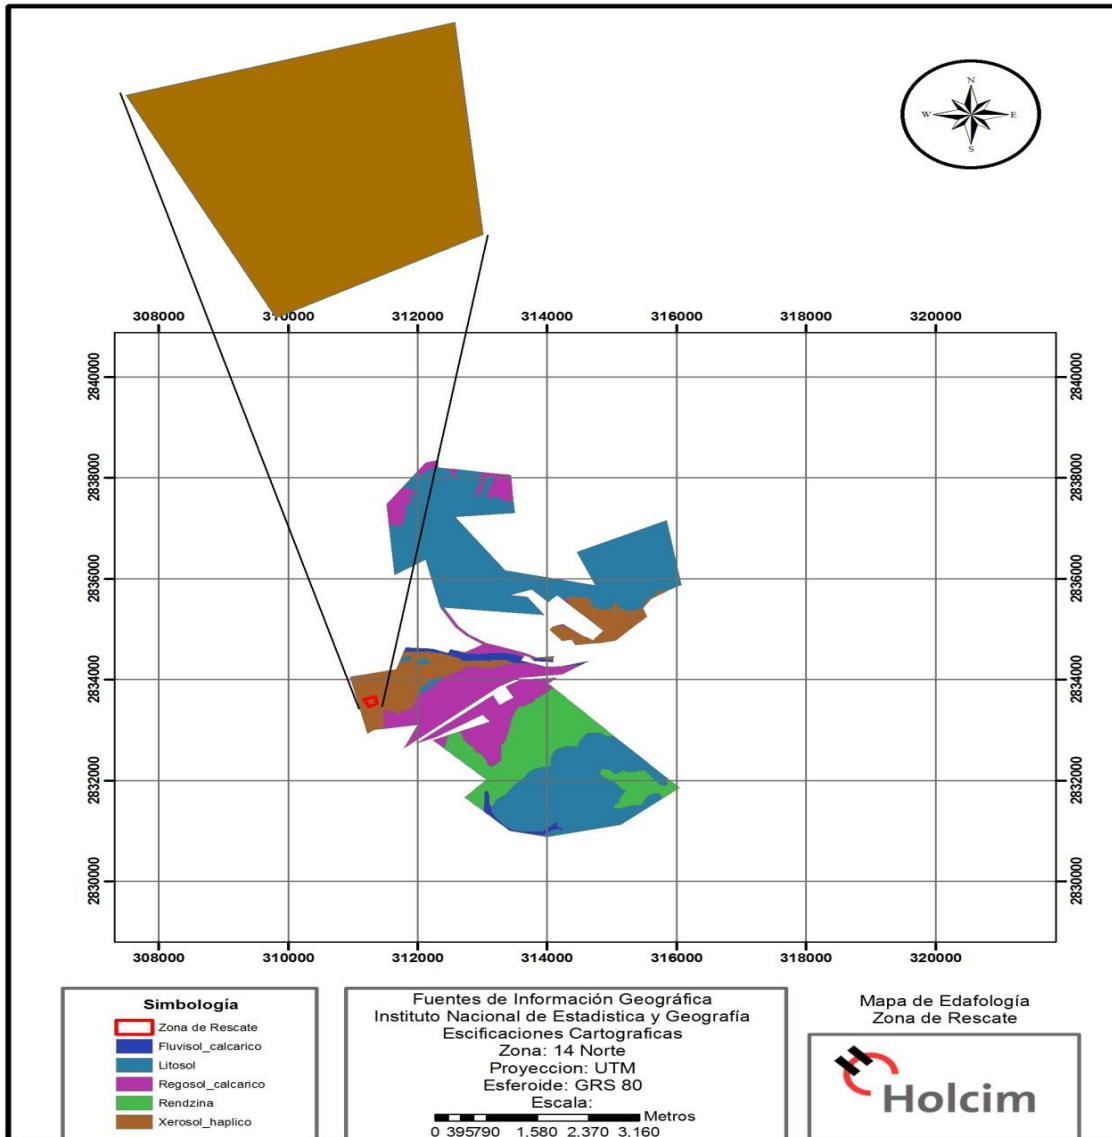 N
W E
S
308000 310000 312000 314000 316000 318000 320000
2840000 2840000
2838000 2838000
2836000 2836000
2834000 2834000
2832000 2832000
2830000 2830000
308000 310000 312000 314000 316000 318000 320000
Simbología
Zona de Rescate
Fluvisol_calcarico
Litosol
Regosol_calcarico
Rendzina
Xerosol_haplico
Fuentes de Información Geográfica
Instituto Nacional de Estadistica y Geografía
Escificaciones Cartograficas
Zona: 14 Norte
Proyeccion: UTM
Esferoide: GRS 80
Escala:
Metros
0 395790 1.580 2.370 3.160
Mapa de Edafología
Zona de Rescate
Holcim